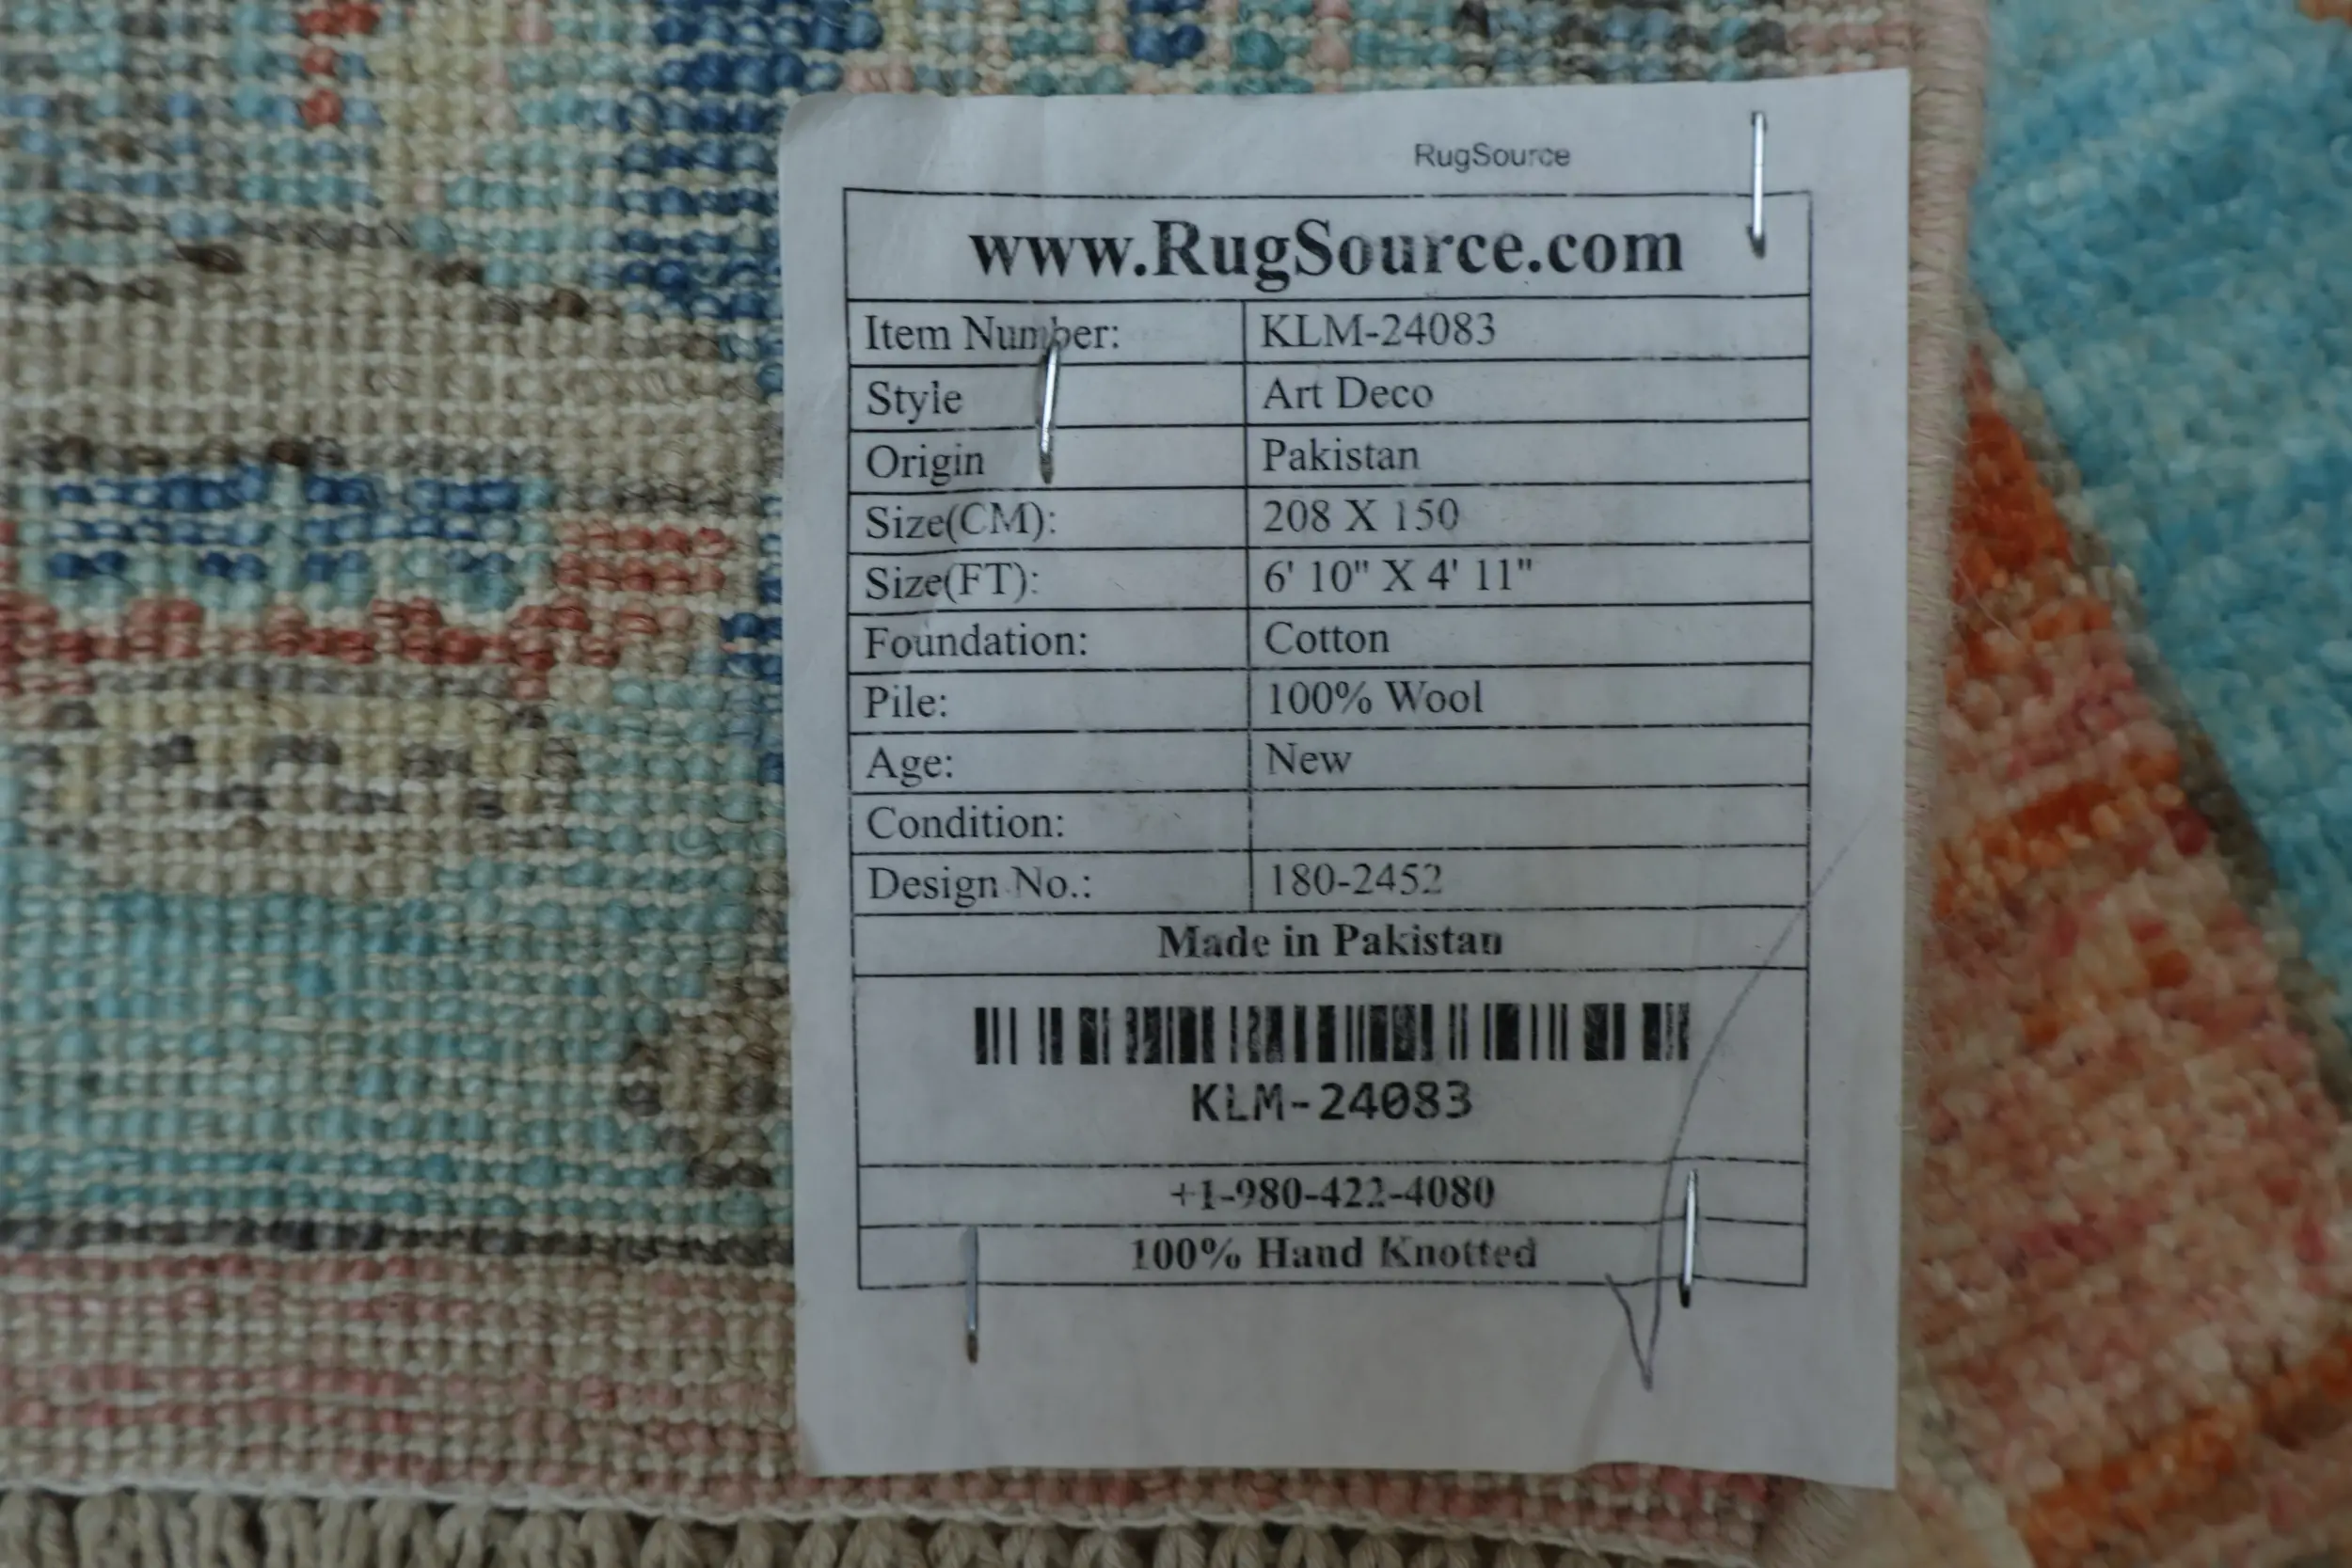 RugSource
www.RugSource.com
Item Number: KLM-24083
Style Art Deco
Origin Pakistan
Size(CM): 208 X 150
Size(FT): 6' 10" X 4' 11"
Foundation: Cotton
Pile: 100% Wool
Age: New
Condition:
Design No.: 180-2452
Made in Pakistan
KLM-24083
+1-980-422-4080
100% Hand Knotted